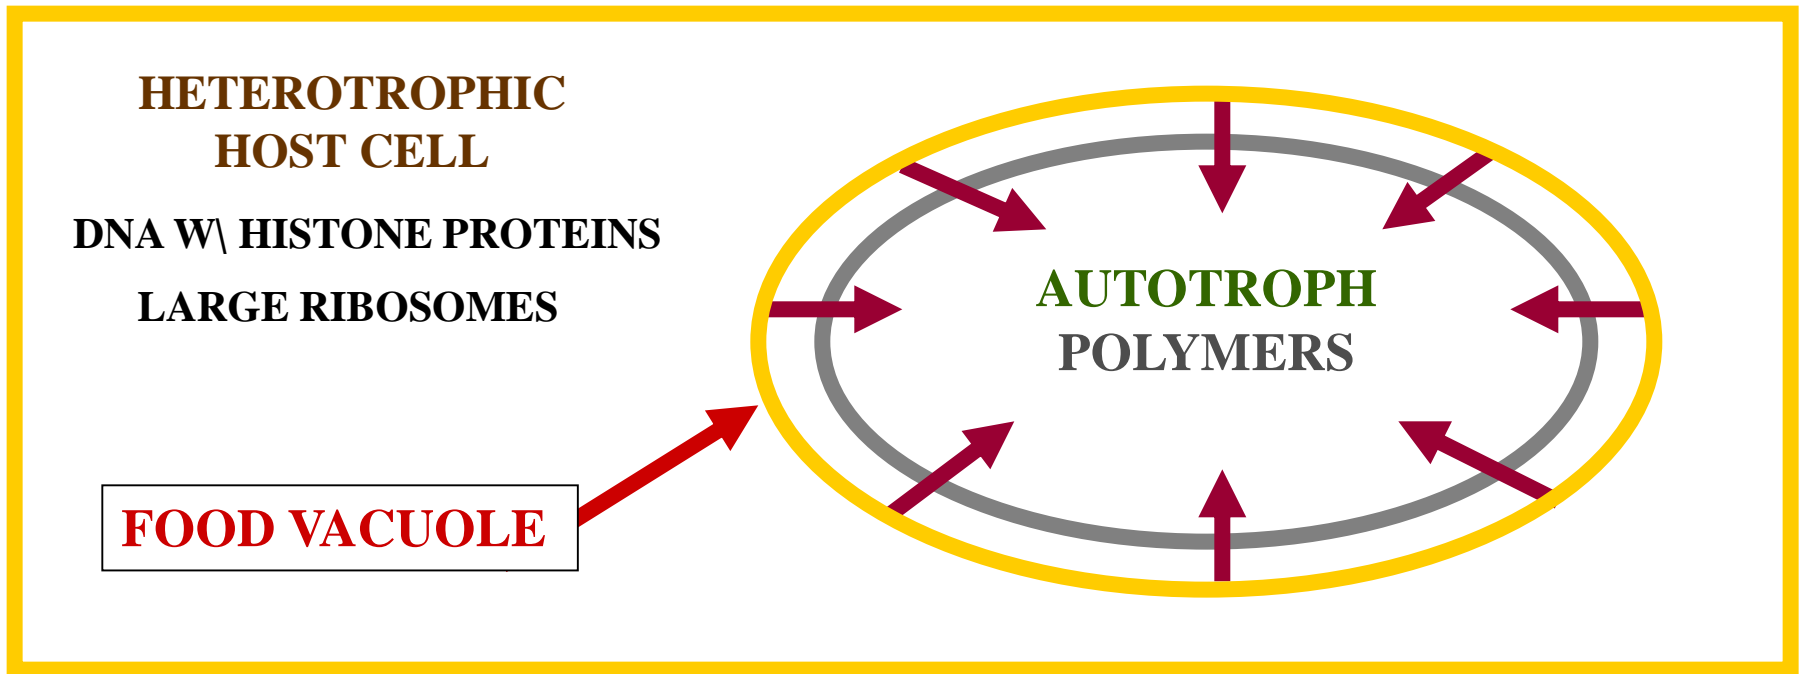 HETEROTROPHIC
HOST CELL
DNA W\ HISTONE PROTEINS
LARGE RIBOSOMES
FOOD VACUOLE
AUTOTROPH
POLYMERS